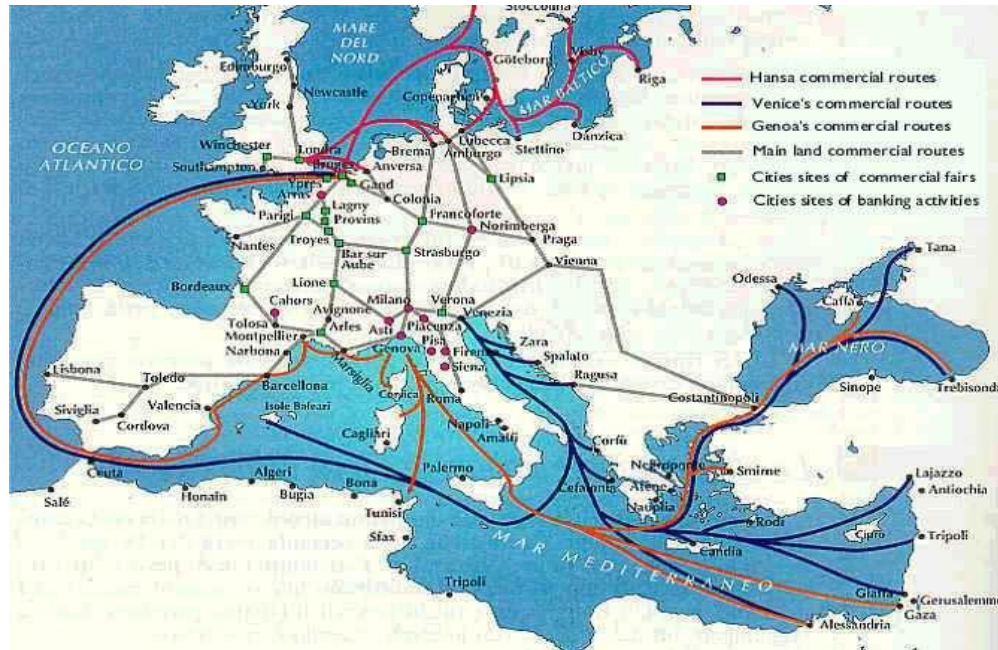 Stoccolma
MARE
DEL
NORD
Edimburgo
Newcastle
York
Göteborg
Visby
Riga
Copenaghen
MAR BALTICO
Hansa commercial routes
Venice's commercial routes
Genoa's commercial routes
Main land commercial routes
Cities sites of commercial fairs
Cities sites of banking activities
OCEANO
ATLANTICO
Winchester
Southampton
Londra
Bruges
Brema
Lubecca
Amburgo
Stettino
Danzica
Anversa
Ypres
Gand
Arras
Colonia
Lipsia
Lagny
Provins
Parigi
Francoforte
Norimberga
Praga
Nantes
Troyes
Bar sur
Aube
Strasburgo
Vienna
Tana
Odessa
Caffa
Bordeaux
Lione
Cahors
Milano
Verona
Venezia
Avignone
Arles
Tolosa
Montpellier
Narbona
Asti
Piacenza
Genova
Pisa
Firenze
Siena
Zara
Spalato
Ragusa
Marsiglia
MAR NERO
Sinope
Trebisonda
Costantinopoli
Lisbona
Toledo
Barcellona
Siviglia
Cordova
Valencia
Isole Baleari
Corsica
Roma
Napoli
Amalfi
Cagliari
Palermo
Corfù
Cefalonia
Negroponte
Atene
Nauplia
Smirne
Lajazzo
Antiochia
Ceuta
Salé
Honain
Algeri
Bugia
Bona
Tunisi
Sfax
Tripoli
Rodi
Candia
Cipro
Tripoli
MAR MEDITERRANEO
Giaffa
Gerusalemme
Gaza
Alessandria